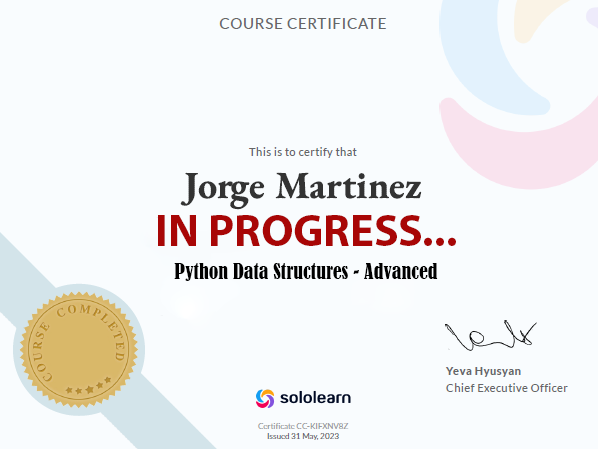 COURSE CERTIFICATE
This is to certify that
Jorge Martinez
IN PROGRESS...
Python Data Structures - Advanced
COURSE COMPLETED
Yeva Hyusyan
Chief Executive Officer
sololearn
Certificate CC-KIFXNV8Z
Issued 31 May, 2023